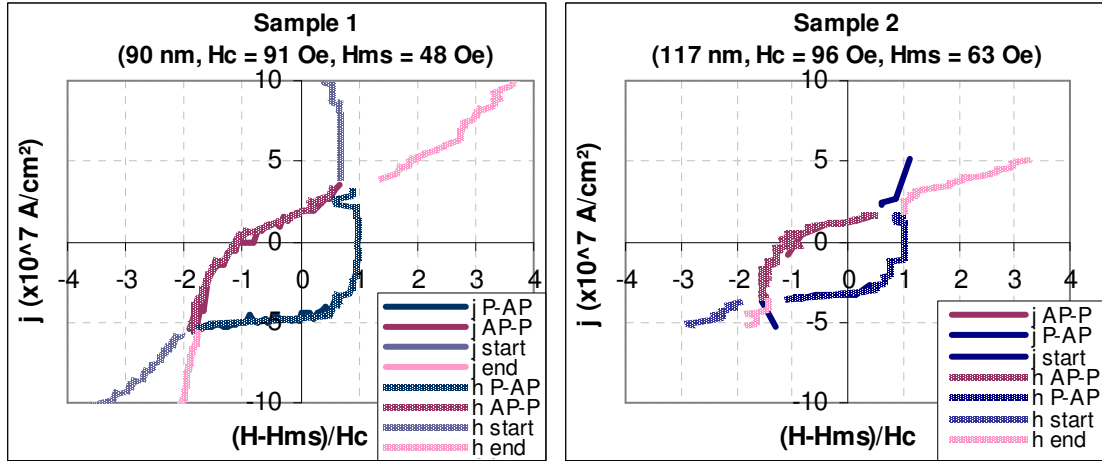 Sample 1
(90 nm, Hc = 91 Oe, Hms = 48 Oe)
j (x10^7 A/cm²)
10
5
0
-5
-10
-4 -3 -2 -1 0 1 2 3 4
(H-Hms)/Hc
j P-AP
j AP-P
j start
j end
h P-AP
h AP-P
h start
h end
Sample 2
(117 nm, Hc = 96 Oe, Hms = 63 Oe)
j (x10^7 A/cm²)
10
5
0
-5
-10
-4 -3 -2 -1 0 1 2 3 4
(H-Hms)/Hc
j AP-P
j P-AP
j start
h AP-P
h P-AP
h start
h end